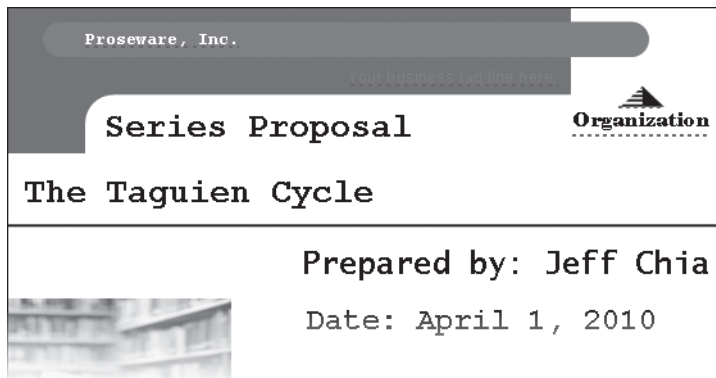 Proseware, Inc.
Your business tag line here.
Series Proposal
Organization
The Taguien Cycle
Prepared by: Jeff Chia
Date: April 1, 2010